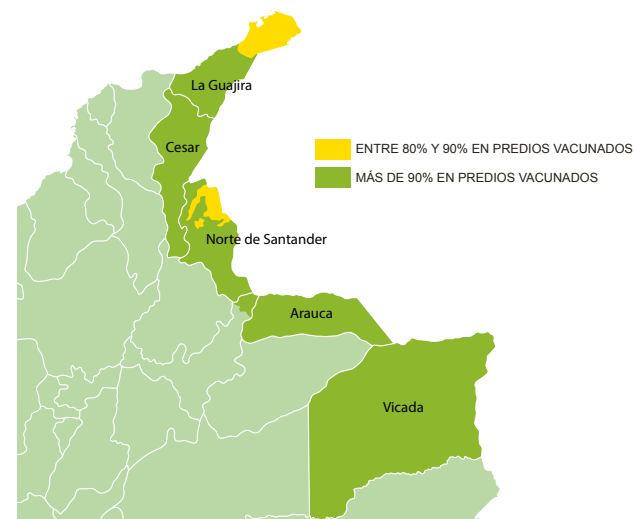 La Guajira
Cesar
ENTRE 80% Y 90% EN PREDIOS VACUNADOS
MÁS DE 90% EN PREDIOS VACUNADOS
Norte de Santander
Arauca
Vicada